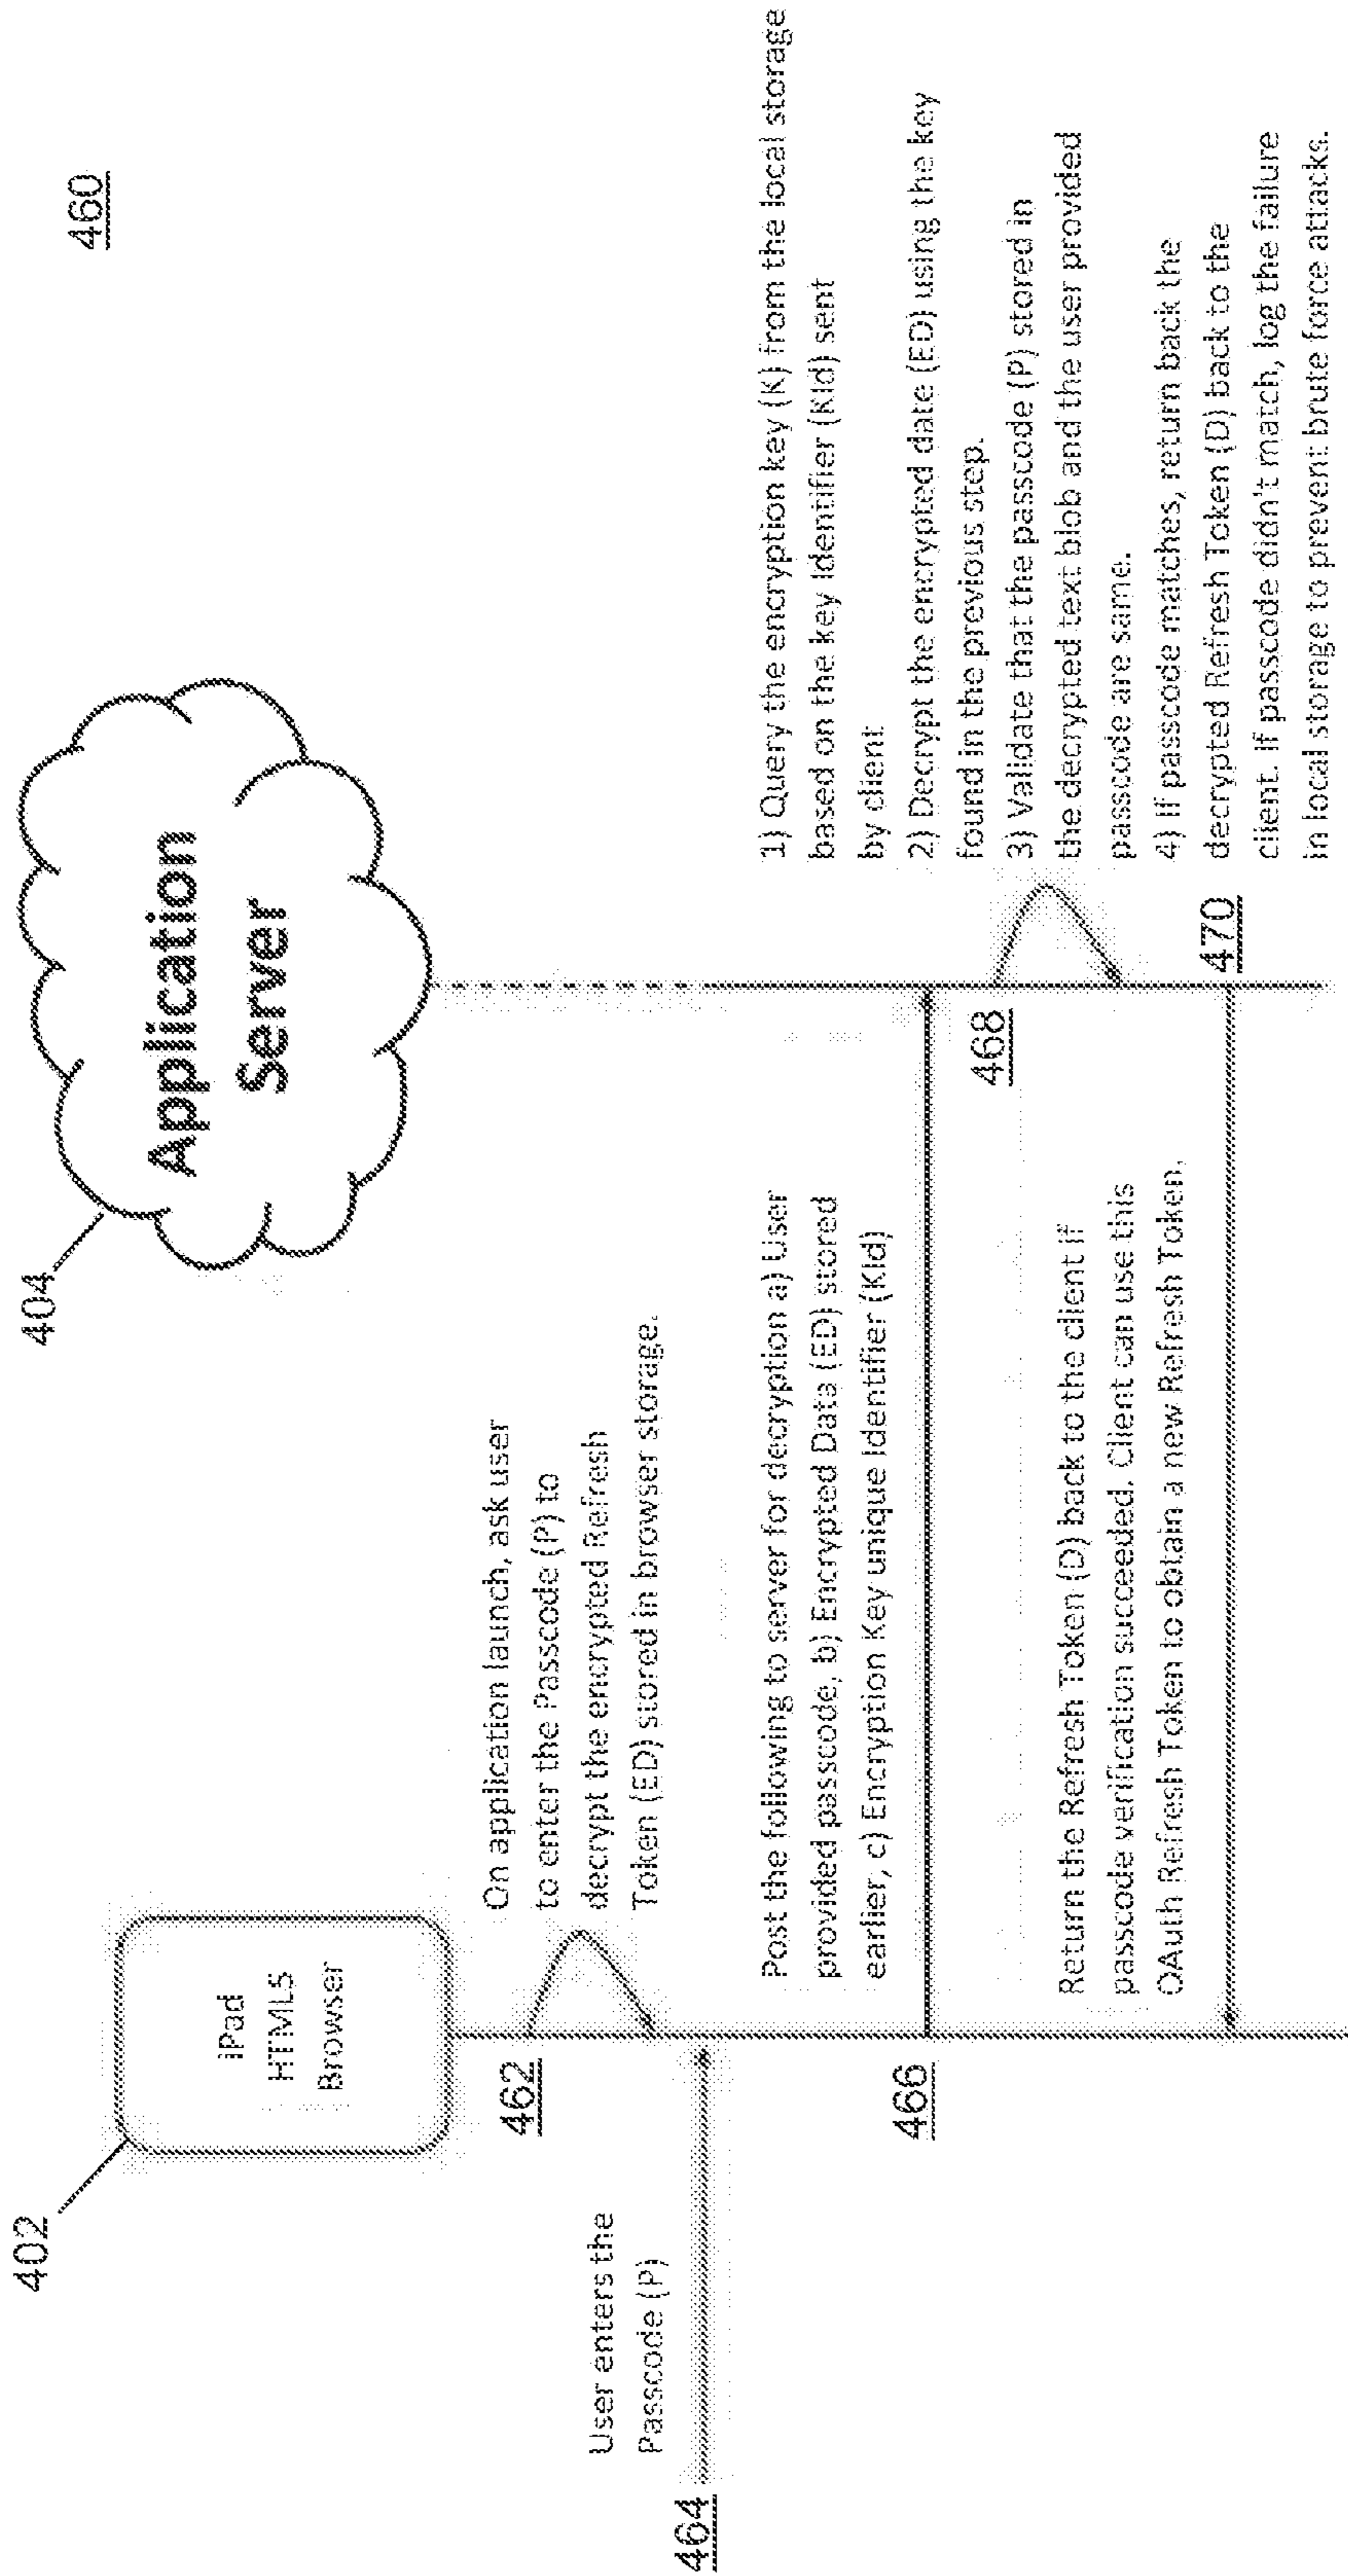 460
402
iPad
HTML5
Browser
404
Application
Server
462
On application launch, ask user
to enter the Passcode (P) to
decrypt the encrypted Refresh
Token (ED) stored in browser storage.
User enters the
Passcode (P)
464
Post the following to server for decryption a) User
provided passcode, b) Encrypted Data (ED) stored
earlier, c) Encryption Key unique Identifier (KId)
466
468
1) Query the encryption key (K) from the local storage
based on the key Identifier (KId) sent
by client
2) Decrypt the encrypted date (ED) using the key
found in the previous step.
3) Validate that the passcode (P) stored in
the decrypted text blob and the user provided
passcode are same.
4) If passcode matches, return back the
decrypted Refresh Token (D) back to the
client. If passcode didn't match, log the failure
in local storage to prevent brute force attacks.
Return the Refresh Token (D) back to the client if
passcode verification succeeded. Client can use this
OAuth Refresh Token to obtain a new Refresh Token.
470